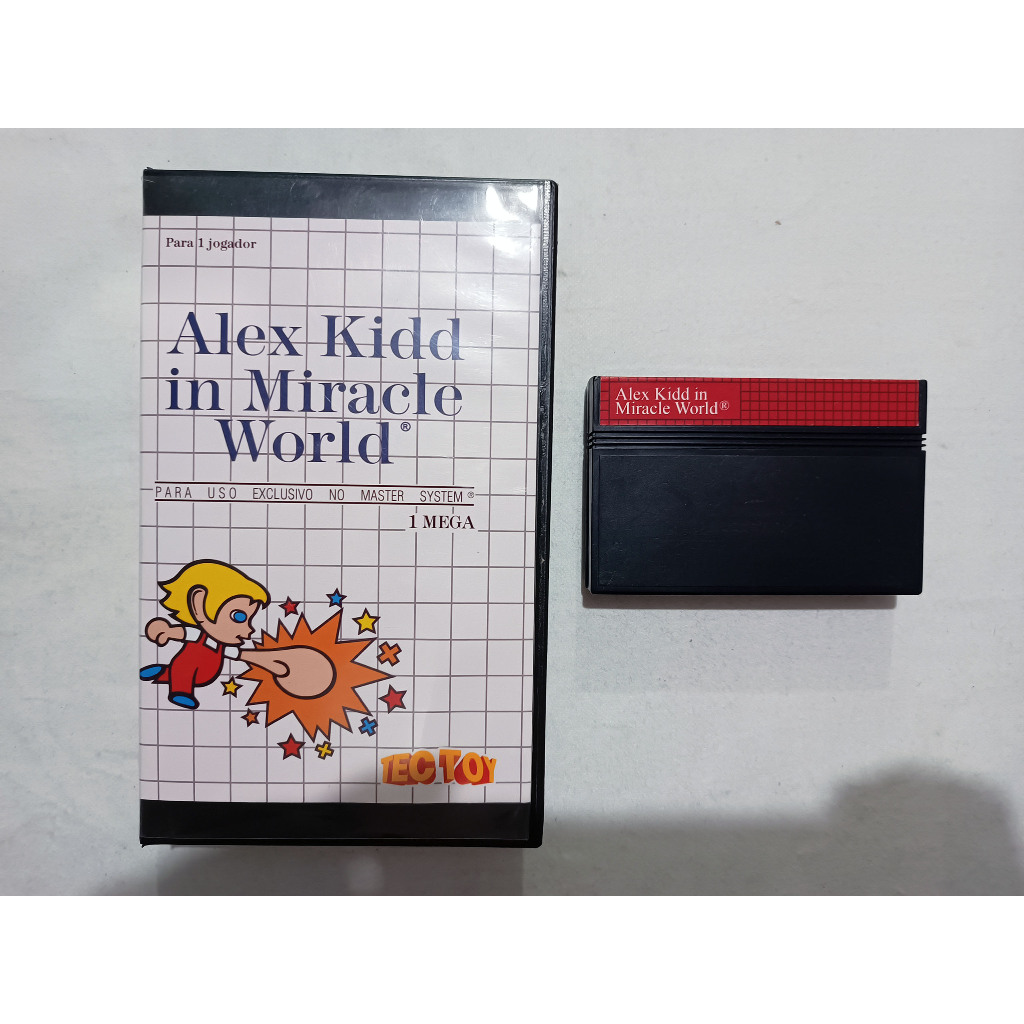 Para 1 jogador
Alex Kidd
in Miracle
World®
PARA USO EXCLUSIVO NO MASTER SYSTEM®
1 MEGA
TEC TOY
Alex Kidd in
Miracle World®